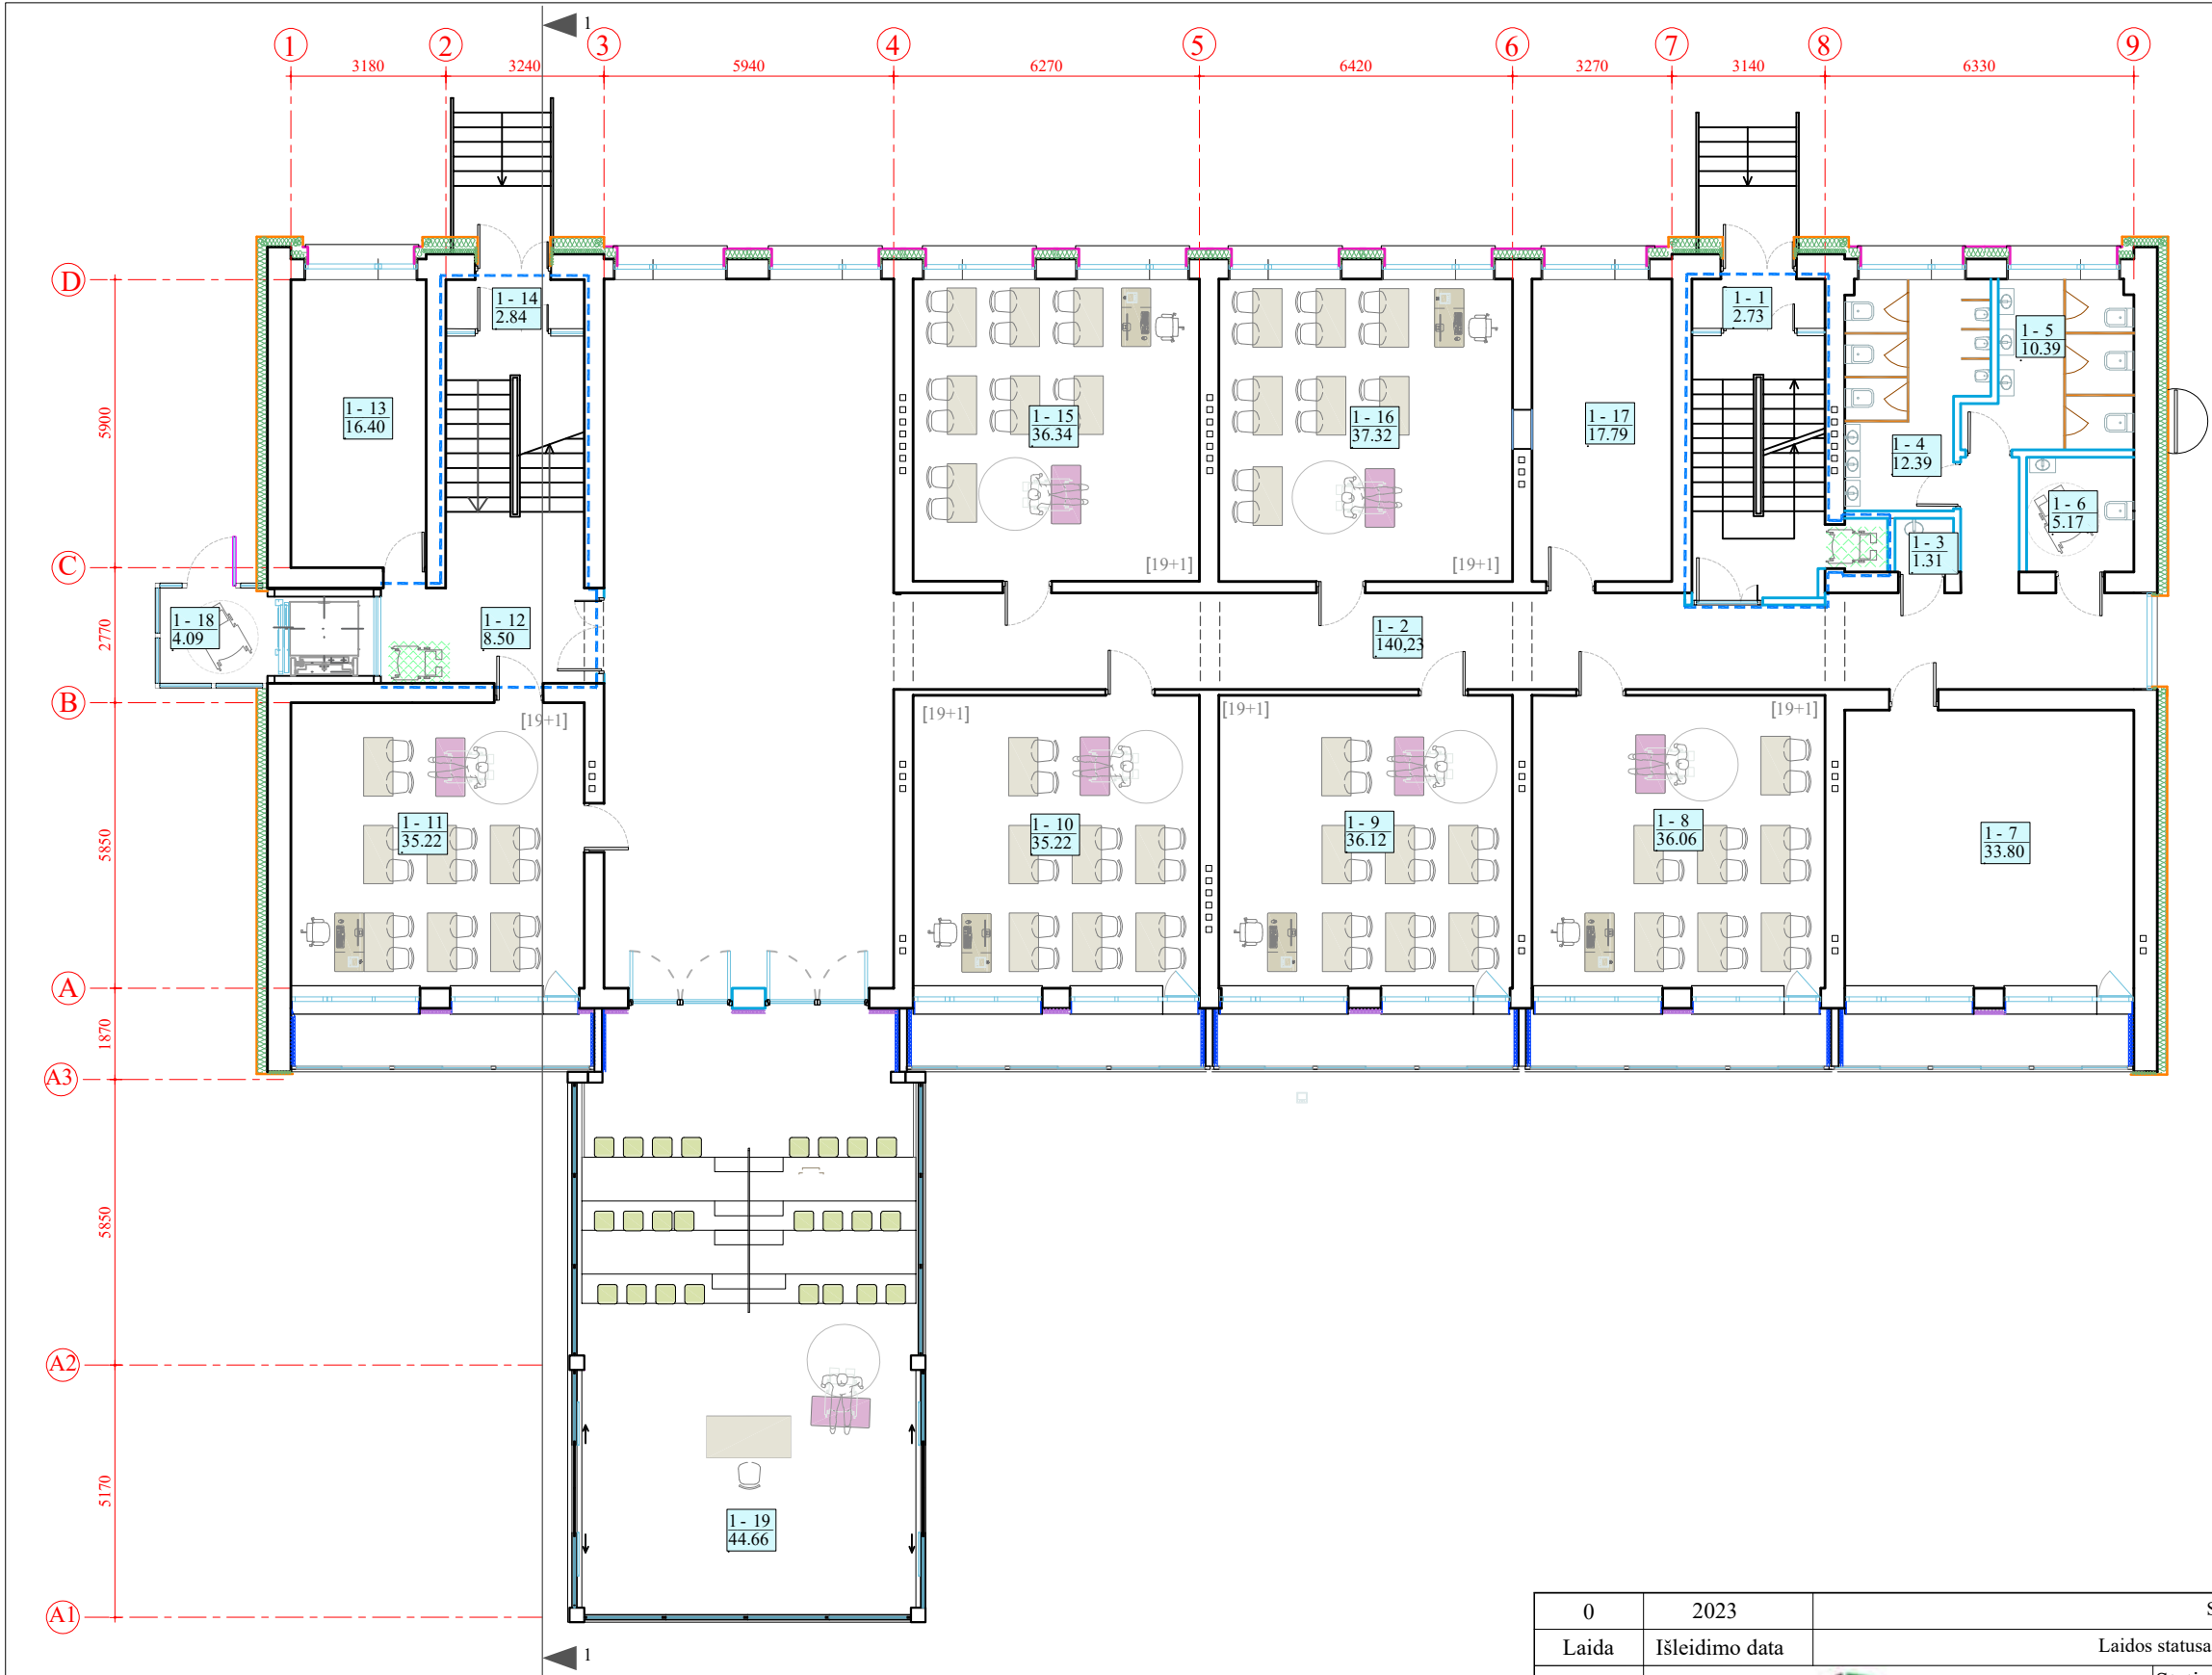 1
1 2 3 4 5 6 7 8 9
3180 3240 5940 6270 6420 3270 3140 6330
D
1 - 14
2.84
1 - 1
2.73
1 - 5
10.39
5900
1 - 13
16.40
1 - 15
36.34
1 - 16
37.32
1 - 17
17.79
1 - 4
12.39
1 - 6
5.17
1 - 3
1.31
C
[19+1] [19+1]
2770
1 - 18
4.09
1 - 12
8.50
1 - 2
140,23
B
[19+1] [19+1] [19+1] [19+1]
5850
1 - 11
35.22
1 - 10
35.22
1 - 9
36.12
1 - 8
36.06
1 - 7
33.80
A
1870
A3
5850
A2
5170
1 - 19
44.66
A1
1
0 2023
Laida Išleidimo data Laidos statusa